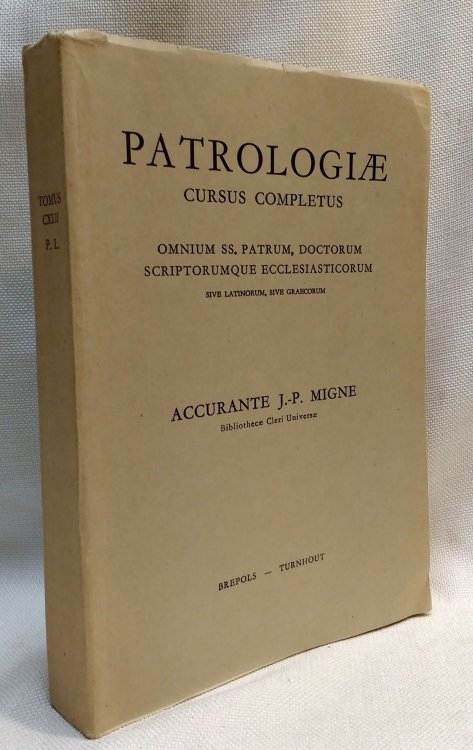 TOMUS
CXLII
P. L.
PATROLOGIÆ
CURSUS COMPLETUS
OMNIUM SS. PATRUM, DOCTORUM
SCRIPTORUMQUE ECCLESIASTICORUM
SIVE LATINORUM, SIVE GRAECORUM
ACCURANTE J.-P. MIGNE
Bibliothecæ Cleri Universæ
BREPOLS — TURNHOUT